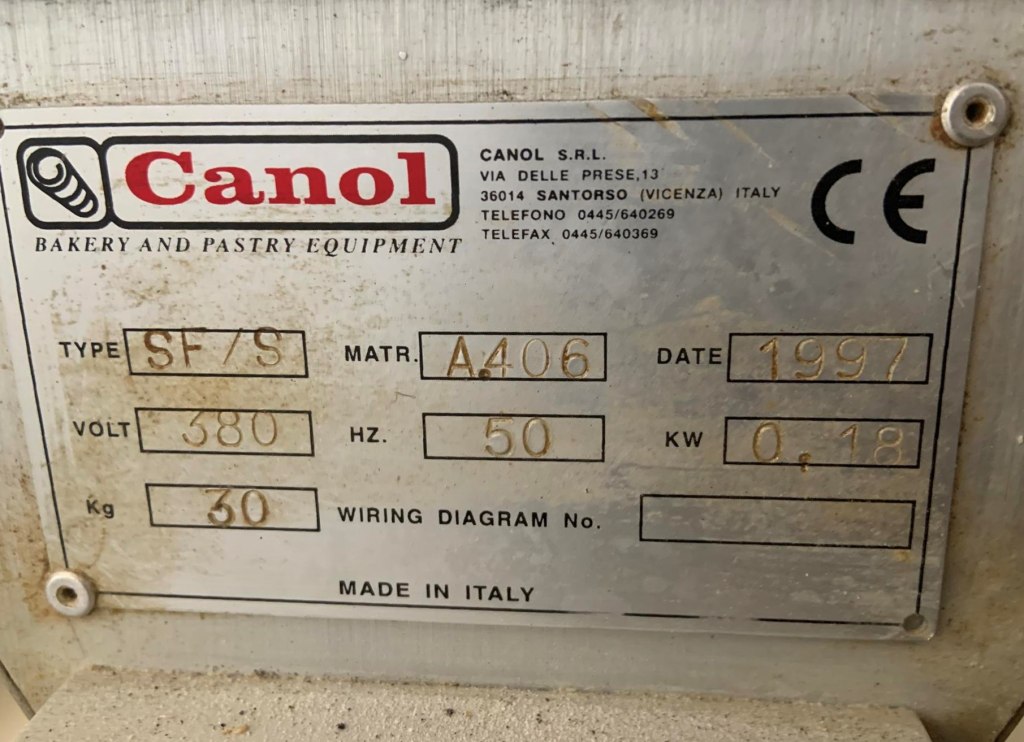 Canol
BAKERY AND PASTRY EQUIPMENT
CANOL S.R.L.
VIA DELLE PRESE,13
36014 SANTORSO (VICENZA) ITALY
TELEFONO 0445/640269
TELEFAX 0445/640369
CE
TYPE SF/S MATR. A.406 DATE 1997
VOLT 380 HZ. 50 KW 0,18
Kg 30 WIRING DIAGRAM No.
MADE IN ITALY